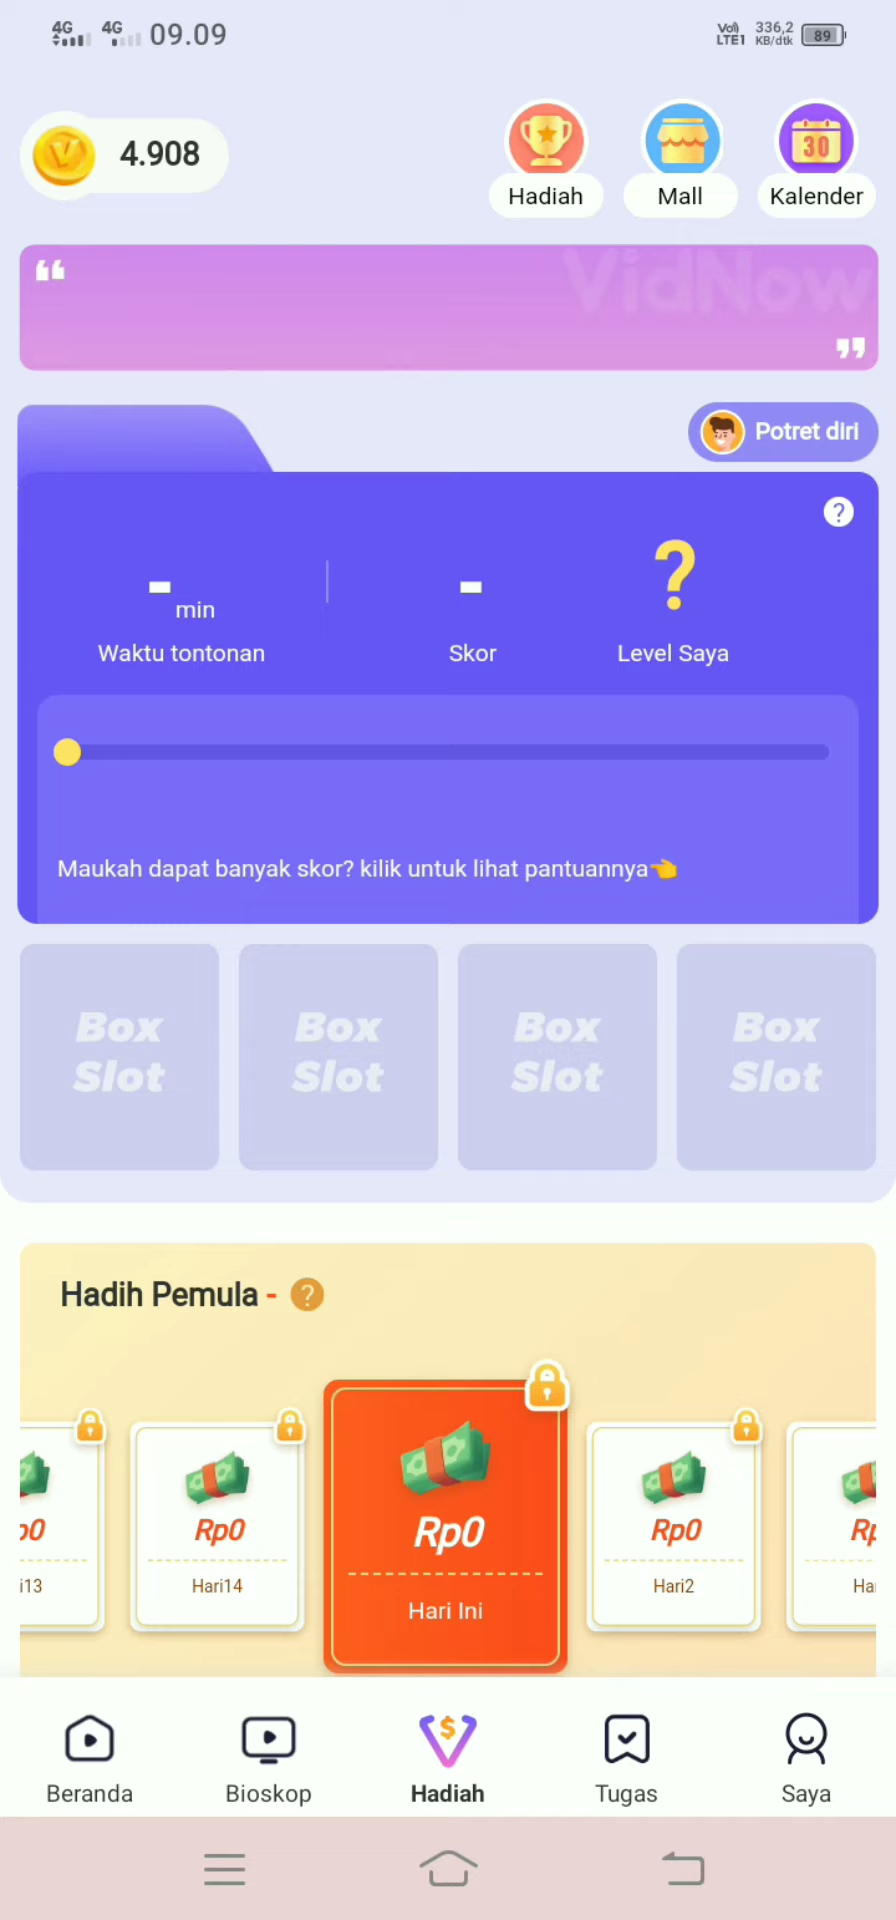 4G 4G 09.09 Vo) LTE1 336,2 KB/dtk 89
4.908
30
Hadiah Mall Kalender
“
VidNow
”
Potret diri
?
- min - ?
Waktu tontonan Skor Level Saya
Maukah dapat banyak skor? kilik untuk lihat pantuannya👈
Box Slot
Box Slot
Box Slot
Box Slot
Hadih Pemula - ?
Rp0
Rp0
Rp0
Hari14
Hari Ini
Hari2
i13
$
Beranda Bioskop Hadiah Tugas Saya